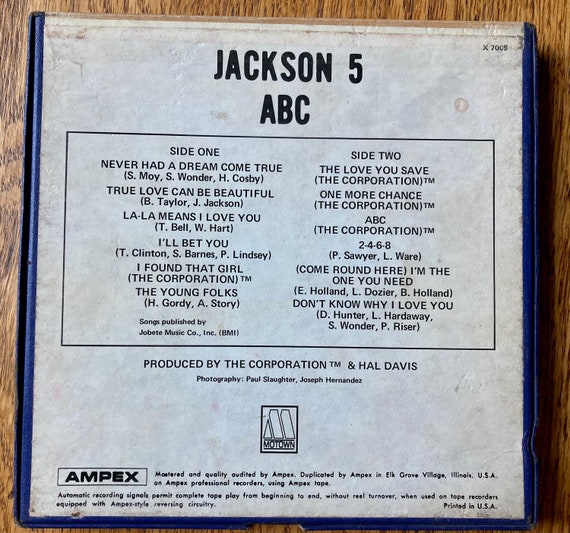 X 7009
JACKSON 5
ABC
SIDE ONE
NEVER HAD A DREAM COME TRUE
(S. Moy, S. Wonder, H. Cosby)
TRUE LOVE CAN BE BEAUTIFUL
(B. Taylor, J. Jackson)
LA-LA MEANS I LOVE YOU
(T. Bell, W. Hart)
I'LL BET YOU
(T. Clinton, S. Barnes, P. Lindsey)
I FOUND THAT GIRL
(THE CORPORATION)™
THE YOUNG FOLKS
(H. Gordy, A. Story)
Songs published by
Jobete Music Co., Inc. (BMI)
SIDE TWO
THE LOVE YOU SAVE
(THE CORPORATION)™
ONE MORE CHANCE
(THE CORPORATION)™
ABC
(THE CORPORATION)™
2-4-6-8
(P. Sawyer, L. Ware)
(COME ROUND HERE) I'M THE
ONE YOU NEED
(E. Holland, L. Dozier, B. Holland)
DON'T KNOW WHY I LOVE YOU
(D. Hunter, L. Hardaway,
S. Wonder, P. Riser)
PRODUCED BY THE CORPORATION™ & HAL DAVIS
Photography: Paul Slaughter, Joseph Hernandez
MOTOWN
AMPEX
Mastered and quality audited by Ampex. Duplicated by Ampex in Elk Grove Village, Illinois, U.S.A.
on Ampex professional recorders, using Ampex tape.
Automatic recording signals permit complete tape play from beginning to end, without reel turnover, when used on tape recorders
equipped with Ampex-style reversing circuitry.
Printed in U.S.A.